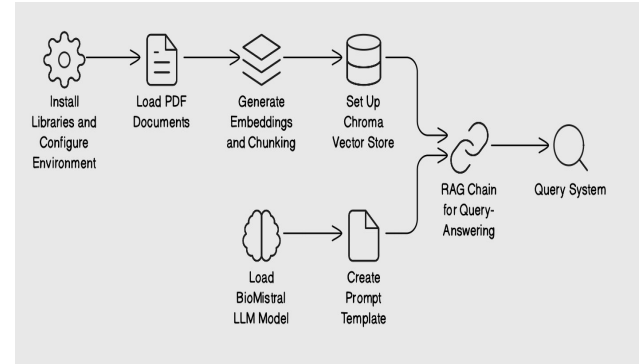 Install
Libraries and
Configure
Environment
Load PDF
Documents
Generate
Embeddings
and Chunking
Set Up
Chroma
Vector Store
RAG Chain
for Query-
Answering
Query System
Load
BioMistral
LLM Model
Create
Prompt
Template